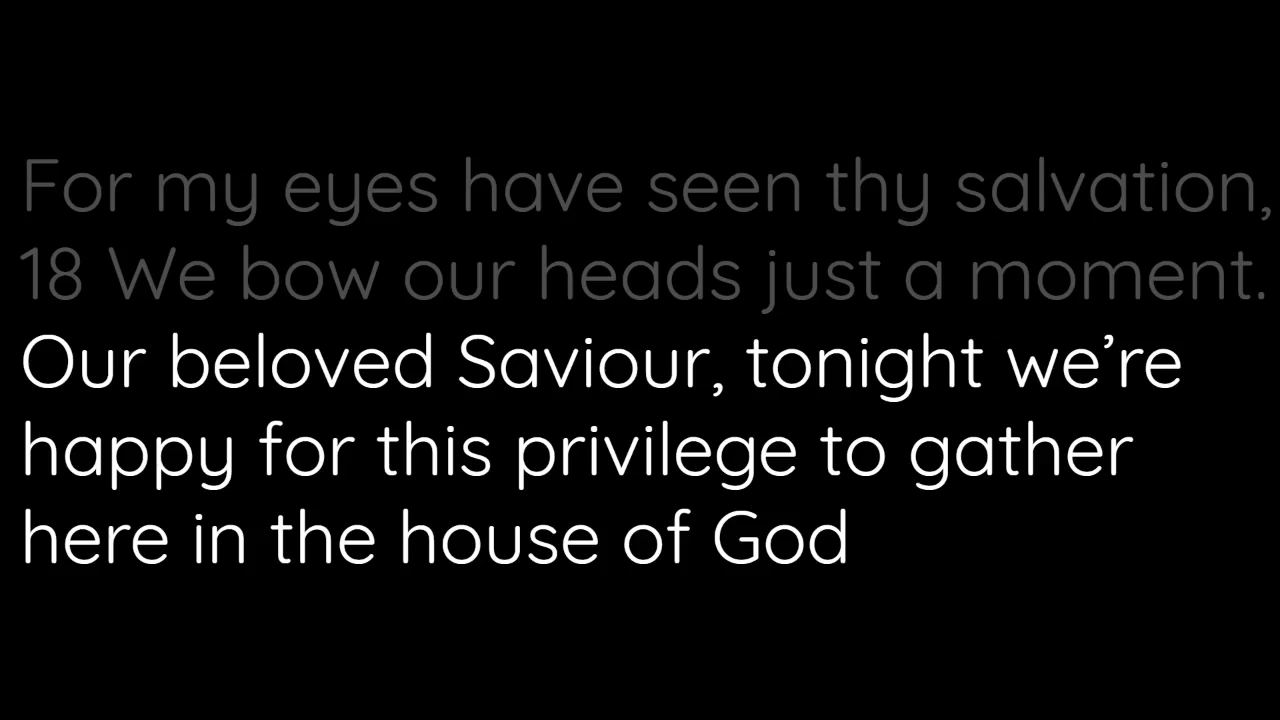 For my eyes have seen thy salvation,
18 We bow our heads just a moment.
Our beloved Saviour, tonight we’re
happy for this privilege to gather
here in the house of God